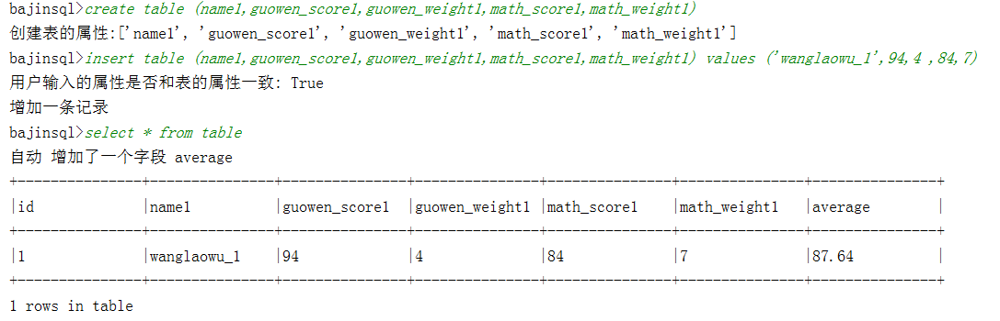 bajinsql>create table (name1,guowen_score1,guowen_weight1,math_score1,math_weight1)
创建表的属性:['name1', 'guowen_score1', 'guowen_weight1', 'math_score1', 'math_weight1']
bajinsql>insert table (name1,guowen_score1,guowen_weight1,math_score1,math_weight1) values ('wanglaowu_1',94,4 ,84,7)
用户输入的属性是否和表的属性一致: True
增加一条记录
bajinsql>select * from table
自动 增加了一个字段 average
+---------------+---------------+---------------+---------------+---------------+---------------+---------------+
|id |name1 |guowen_score1 |guowen_weight1 |math_score1 |math_weight1 |average |
+---------------+---------------+---------------+---------------+---------------+---------------+---------------+
|1 |wanglaowu_1 |94 |4 |84 |7 |87.64 |
+---------------+---------------+---------------+---------------+---------------+---------------+---------------+
1 rows in table